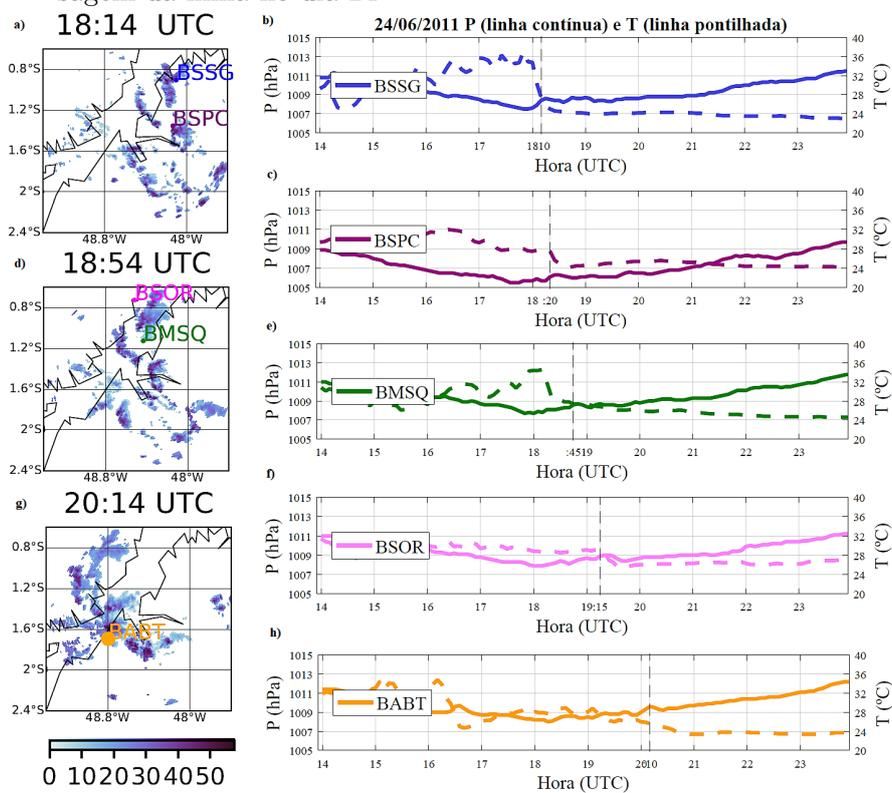 a)
18:14 UTC
0.8°S
1.2°S
1.6°S
2°S
2.4°S
48.8°W 48°W
BSSG
BSPC
b)
24/06/2011 P (linha contínua) e T (linha pontilhada)
P (hPa)
1015
1013
1011
1009
1007
1005
BSSG
40
36
32
28
24
20
T (ºC)
14 15 16 17 1810 19 20 21 22 23
Hora (UTC)
c)
P (hPa)
1015
1013
1011
1009
1007
1005
BSPC
40
36
32
28
24
20
T (ºC)
14 15 16 17 18 :20 19 20 21 22 23
Hora (UTC)
d)
18:54 UTC
0.8°S
1.2°S
1.6°S
2°S
2.4°S
48.8°W 48°W
BSOR
BMSQ
e)
P (hPa)
1015
1013
1011
1009
1007
1005
BMSQ
40
36
32
28
24
20
T (ºC)
14 15 16 17 18 :4519 20 21 22 23
Hora (UTC)
f)
P (hPa)
1015
1013
1011
1009
1007
1005
BSOR
40
36
32
28
24
20
T (ºC)
14 15 16 17 18 19:15 20 21 22 23
Hora (UTC)
g)
20:14 UTC
0.8°S
1.2°S
1.6°S
2°S
2.4°S
48.8°W 48°W
BABT
h)
P (hPa)
1015
1013
1011
1009
1007
1005
BABT
40
36
32
28
24
20
T (ºC)
14 15 16 17 18 19 2010 21 22 23
Hora (UTC)
0 10 20 30 40 50